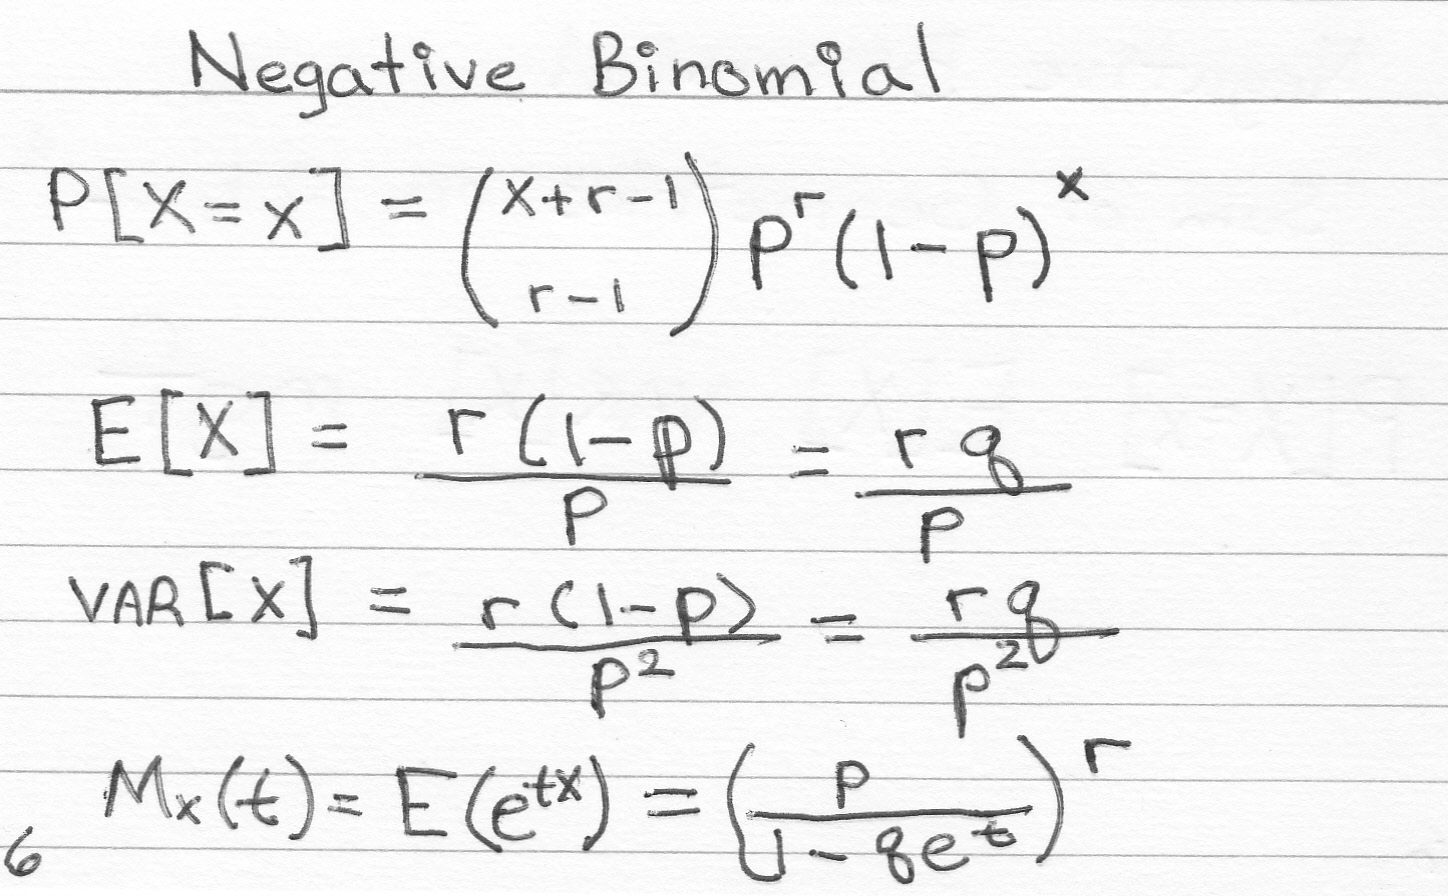 Negative Binomial
P[X=x] = \binom{x+r-1}{r-1} p^r (1-p)^x
E[X] = \frac{r(1-p)}{p} = \frac{rq}{p}
VAR[X] = \frac{r(1-p)}{p^2} = \frac{rq}{p^2}
M_x(t) = E(e^{tx}) = \left(\frac{p}{1-qe^t}\right)^r
6